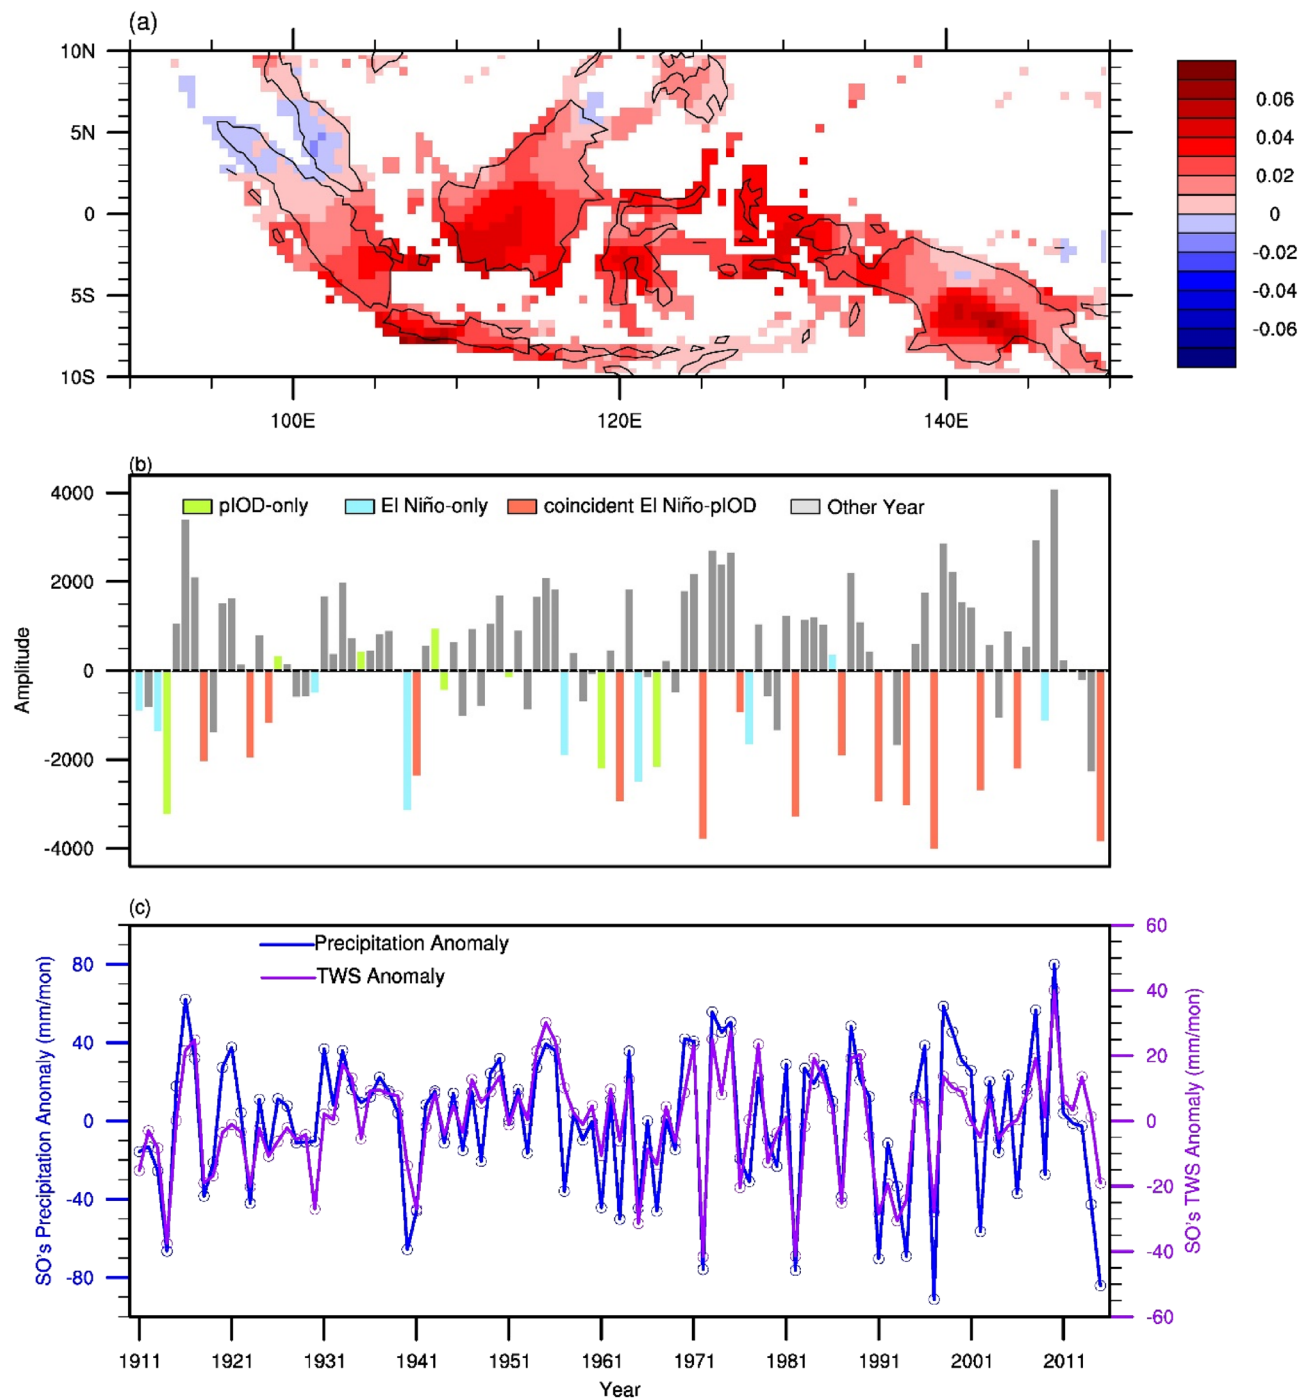 (a)
10N
5N
0
5S
10S
100E
120E
140E
0.06
0.04
0.02
0
-0.02
-0.04
-0.06
(b)
pIOD-only
El Niño-only
coincident El Niño-pIOD
Other Year
4000
2000
0
-2000
-4000
Amplitude
(c)
Precipitation Anomaly
TWS Anomaly
80
40
0
-40
-80
SO's Precipitation Anomaly (mm/mon)
60
40
20
0
-20
-40
-60
SO's TWS Anomaly (mm/mon)
1911
1921
1931
1941
1951
1961
1971
1981
1991
2001
2011
Year